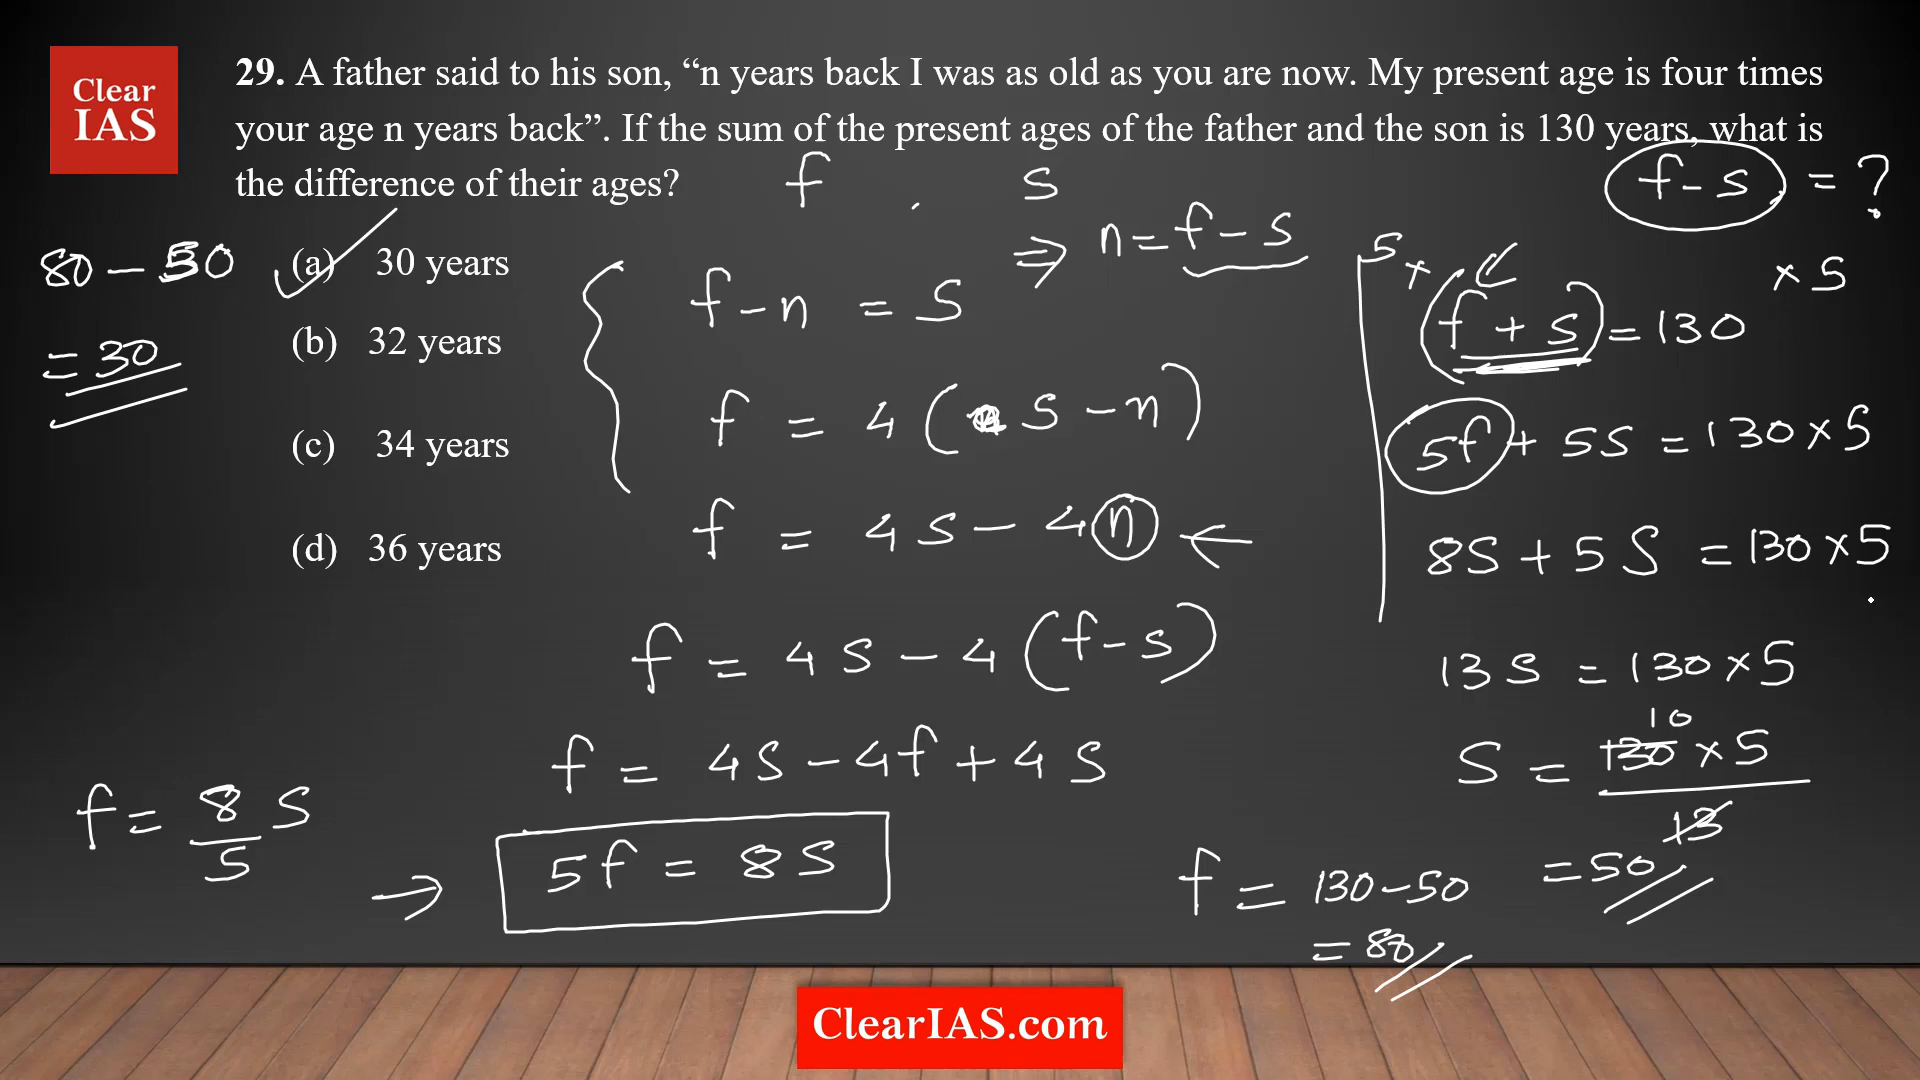 Clear
IAS
29. A father said to his son, “n years back I was as old as you are now. My present age is four times
your age n years back”. If the sum of the present ages of the father and the son is 130 years, what is
the difference of their ages?
f s
f - s = ?
(a) 30 years
(b) 32 years
(c) 34 years
(d) 36 years
80 - 50
= 30
f = 8/5 s
⇒ n = f - s
f - n = s
f = 4 ( s - n )
f = 4s - 4n ←
f = 4s - 4 (f - s)
f = 4s - 4f + 4s
→ 5f = 8s
5 × (f + s) = 130 × 5
5f + 5s = 130 × 5
8s + 5s = 130 × 5
13s = 130 × 5
10
s = 130 × 5
13
= 50
f = 130 - 50
= 80
ClearIAS.com